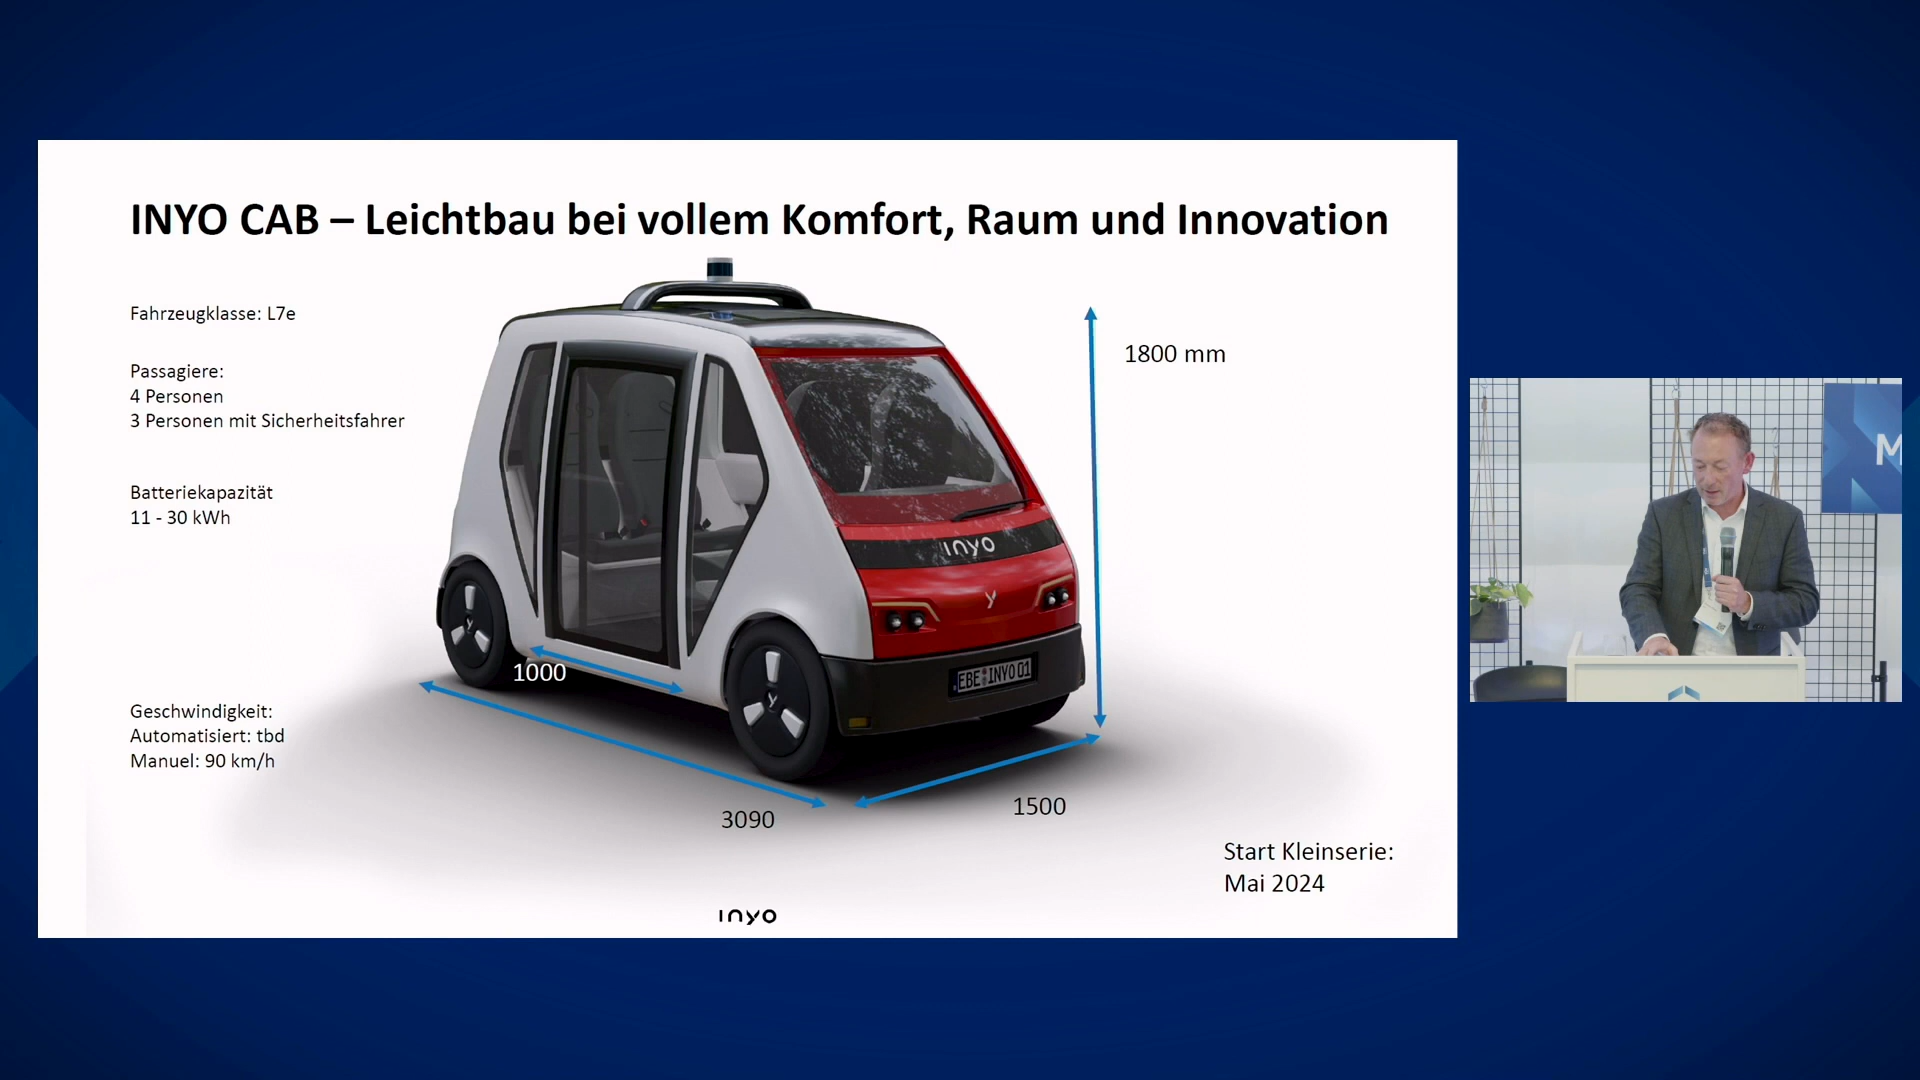 INYO CAB – Leichtbau bei vollem Komfort, Raum und Innovation
Fahrzeugklasse: L7e
Passagiere:
4 Personen
3 Personen mit Sicherheitsfahrer
Batteriekapazität
11 - 30 kWh
Geschwindigkeit:
Automatisiert: tbd
Manuel: 90 km/h
1800 mm
inyo
EBE INYO 01
1000
3090
1500
Start Kleinserie:
Mai 2024
inyo
M